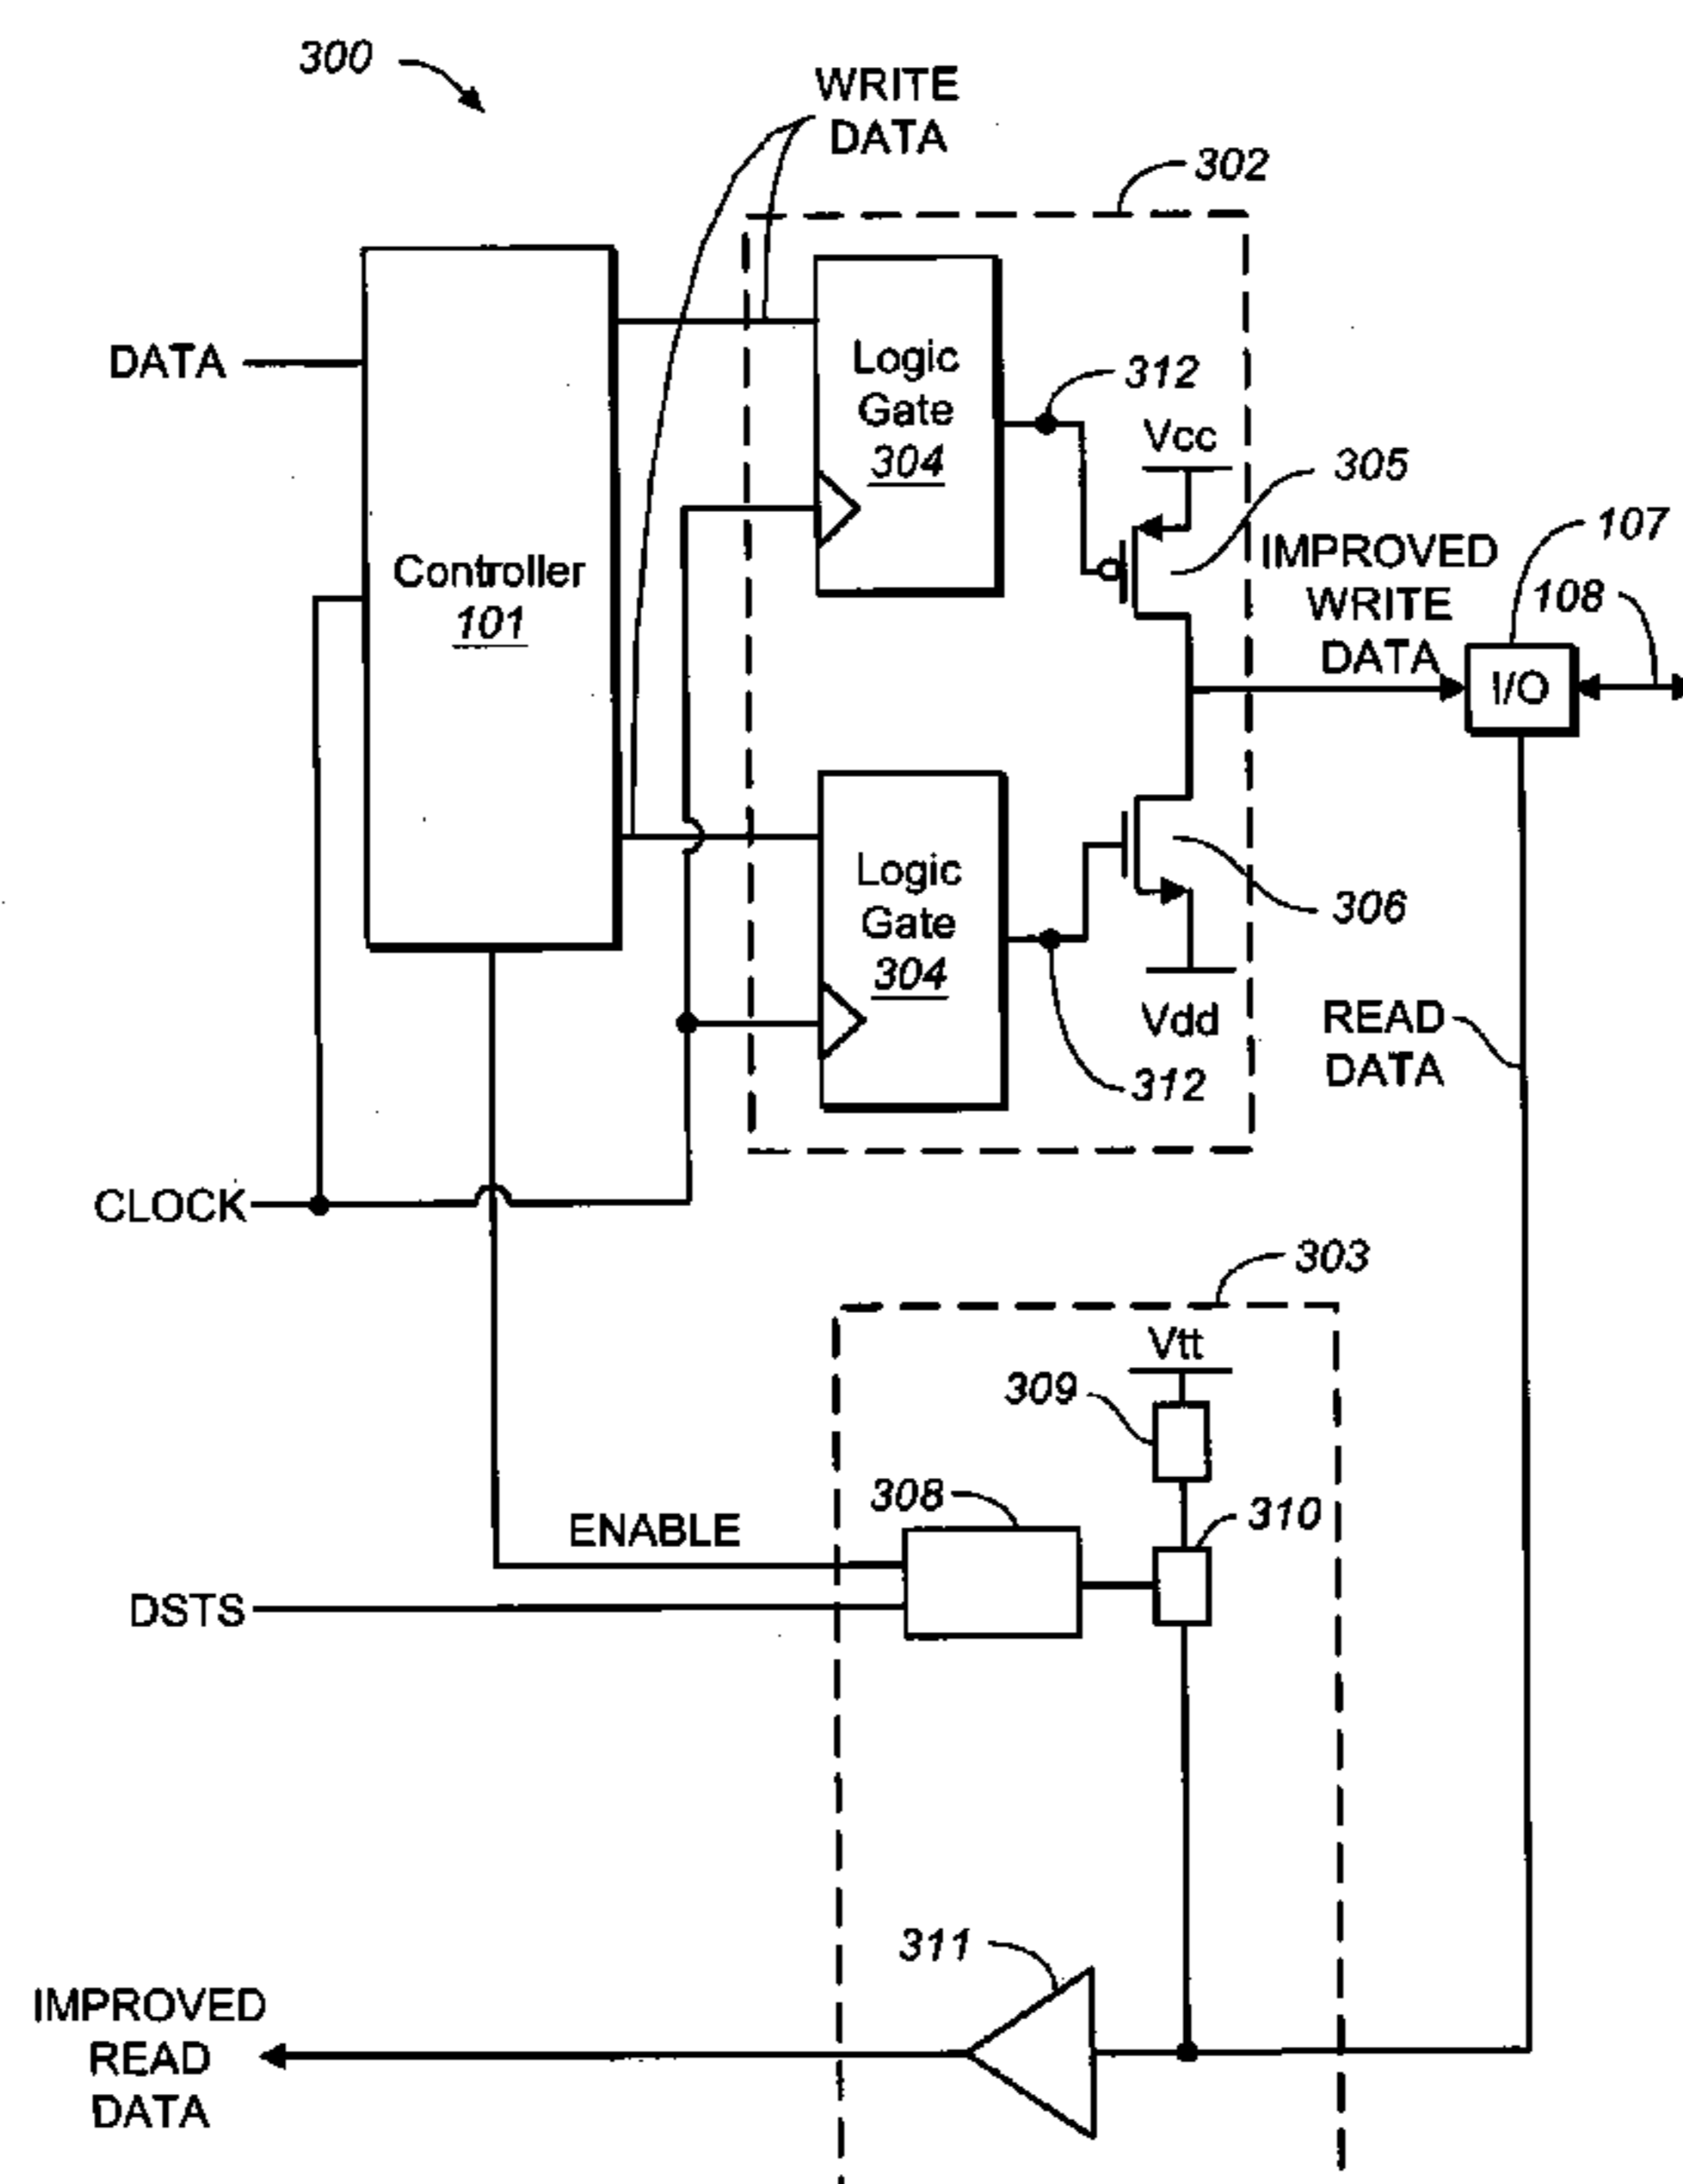 300
WRITE
DATA
302
DATA
Logic
Gate
304
312
Vcc
305
107
IMPROVED
WRITE
DATA
108
Controller
101
I/O
Logic
Gate
304
306
Vdd
312
READ
DATA
CLOCK
303
Vtt
309
308
310
ENABLE
DSTS
311
IMPROVED
READ
DATA